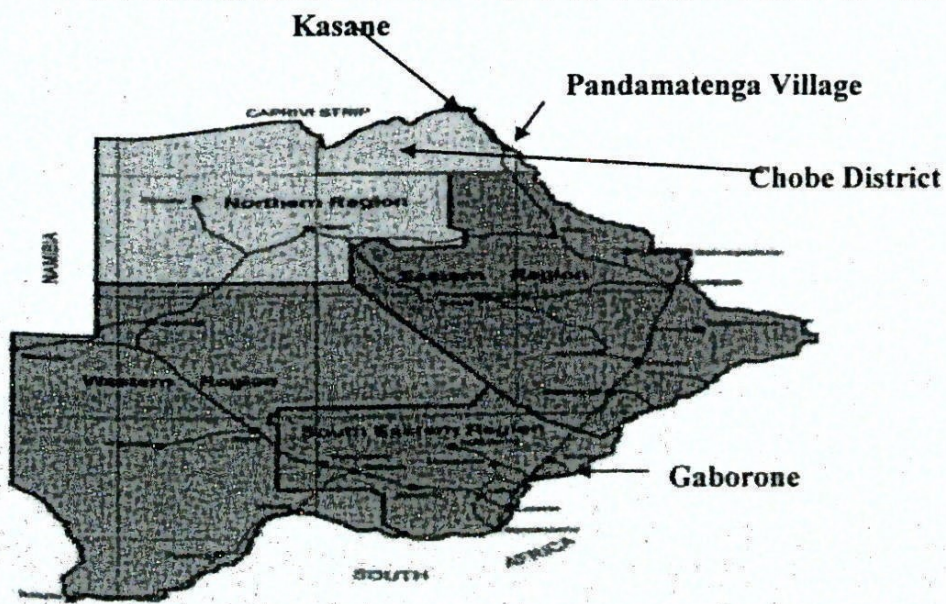 Kasane
Pandamatenga Village
CAPRIVI STRIP
Chobe District
Northern Region
NAMIBIA
Eastern Region
Western Region
South Eastern Region
Gaborone
SOUTH AFRICA